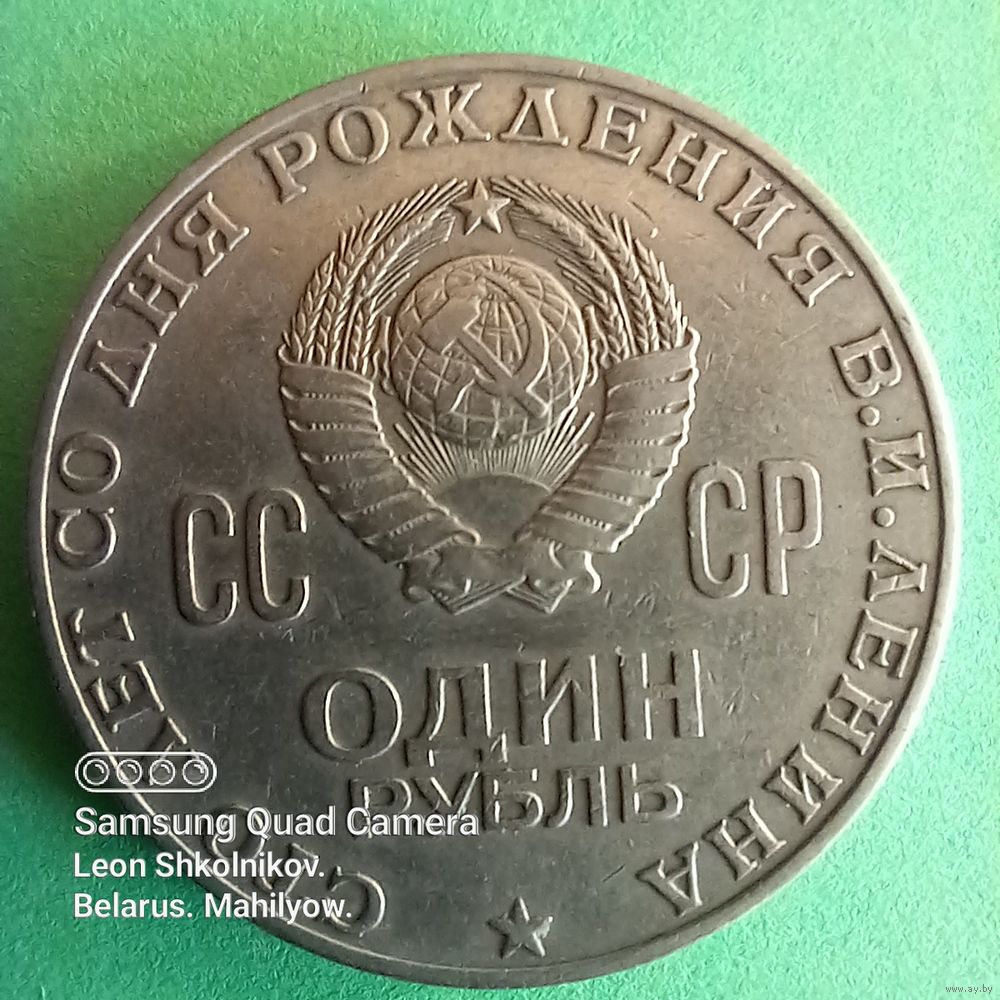 СТО ЛЕТ СО ДНЯ РОЖДЕНИЯ В.И.ЛЕНИНА
СС СР
ОДИН
РУБЛЬ
Samsung Quad Camera
Leon Shkolnikov.
Belarus. Mahilyow.
www.ay.by